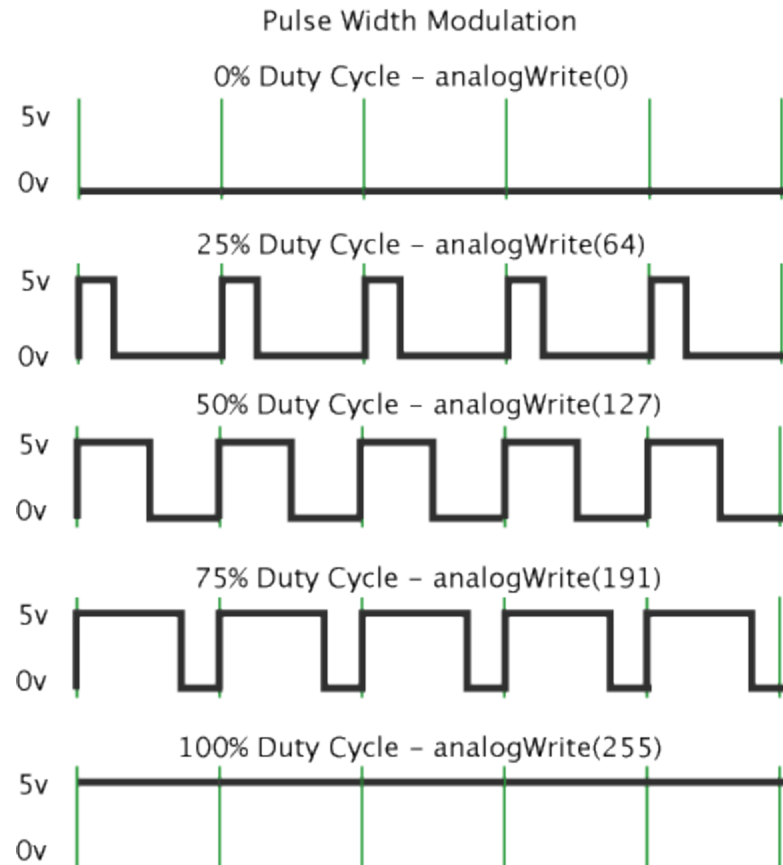 Pulse Width Modulation
0% Duty Cycle – analogWrite(0)
5v
0v
25% Duty Cycle – analogWrite(64)
5v
0v
50% Duty Cycle – analogWrite(127)
5v
0v
75% Duty Cycle – analogWrite(191)
5v
0v
100% Duty Cycle – analogWrite(255)
5v
0v